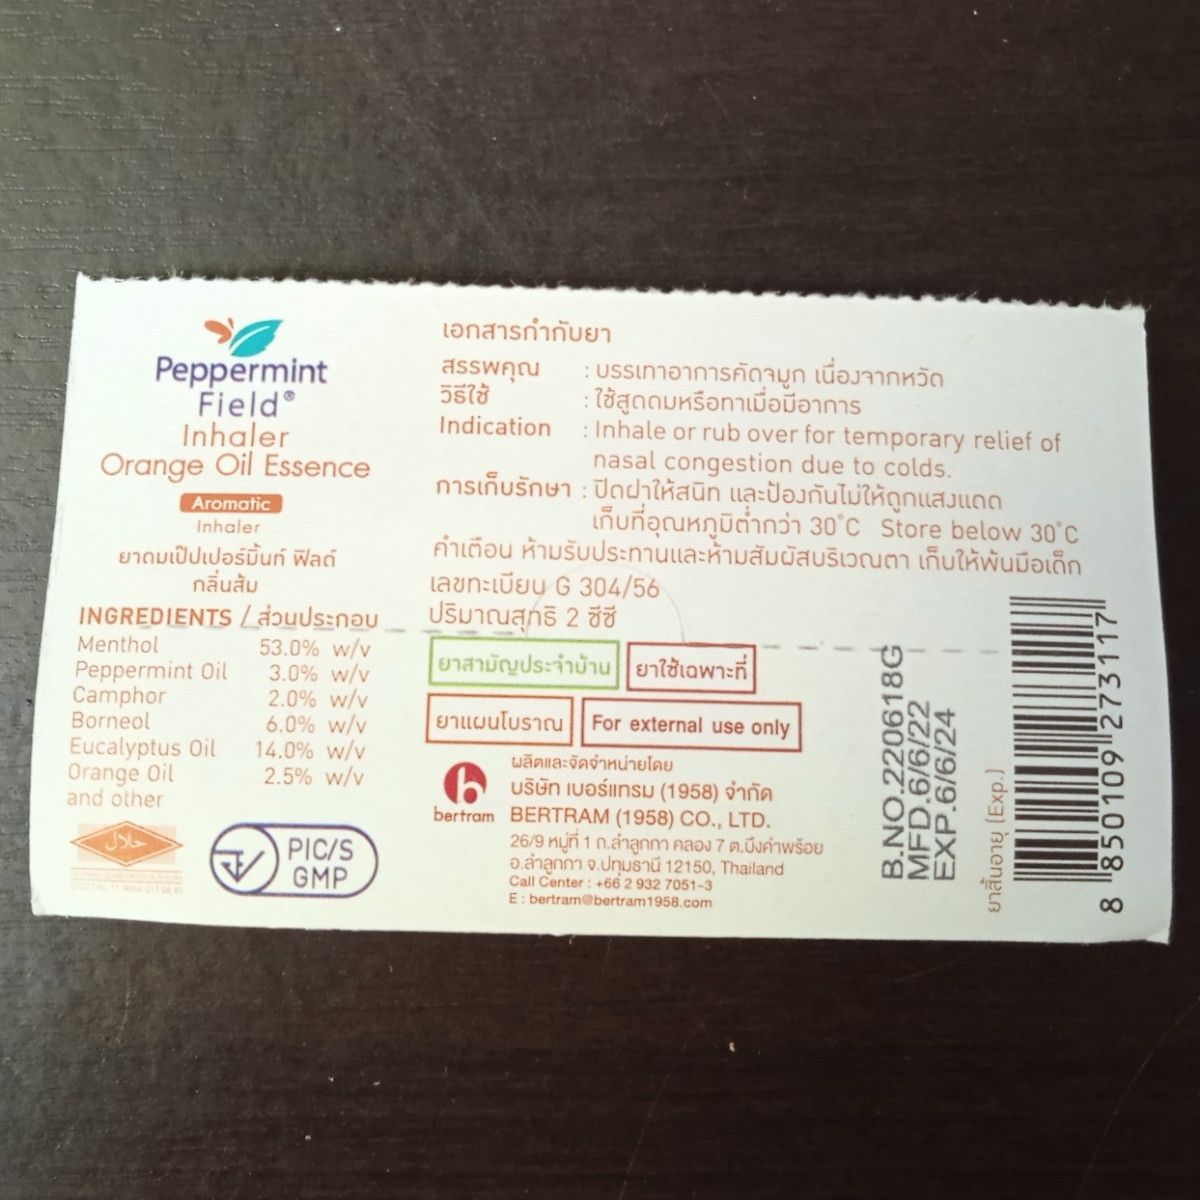 Peppermint
Field®
Inhaler
Orange Oil Essence
Aromatic
Inhaler
ยาดมเป๊ปเปอร์มิ้นท์ ฟิลด์
กลิ่นส้ม
INGREDIENTS / ส่วนประกอบ
Menthol 53.0% w/v
Peppermint Oil 3.0% w/v
Camphor 2.0% w/v
Borneol 6.0% w/v
Eucalyptus Oil 14.0% w/v
Orange Oil 2.5% w/v
and other
حلال
PIC/S
GMP
เอกสารกำกับยา
สรรพคุณ : บรรเทาอาการคัดจมูก เนื่องจากหวัด
วิธีใช้ : ใช้สูดดมหรือทาเมื่อมีอาการ
Indication : Inhale or rub over for temporary relief of
nasal congestion due to colds.
การเก็บรักษา : ปิดฝาให้สนิท และป้องกันไม่ให้ถูกแสงแดด
เก็บที่อุณหภูมิต่ำกว่า 30°C Store below 30°C
คำเตือน ห้ามรับประทานและห้ามสัมผัสบริเวณตา เก็บให้พ้นมือเด็ก
เลขทะเบียน G 304/56
ปริมาณสุทธิ 2 ซีซี
ยาสามัญประจำบ้าน
ยาใช้เฉพาะที่
ยาแผนโบราณ
For external use only
b
bertram
ผลิตและจัดจำหน่ายโดย
บริษัท เบอร์แทรม (1958) จำกัด
BERTRAM (1958) CO., LTD.
26/9 หมู่ที่ 1 ถ.ลำลูกกา คลอง 7 ต.บึงคำพร้อย
อ.ลำลูกกา จ.ปทุมธานี 12150, Thailand
Call Center : +66 2 932 7051-3
E : bertram@bertram1958.com
B.NO.220618G
MFD.6/6/22
EXP.6/6/24
ยาสิ้นอายุ (Exp.)
8 850109 273117